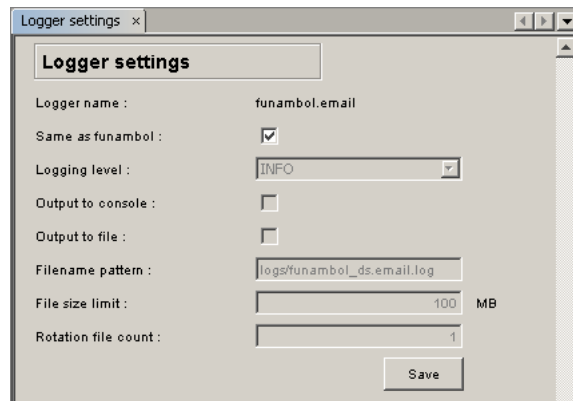 Logger settings ×
Logger settings
Logger name : funambol.email
Same as funambol :
Logging level : INFO
Output to console :
Output to file :
Filename pattern : logs/funambol_ds.email.log
File size limit : 100 MB
Rotation file count : 1
Save